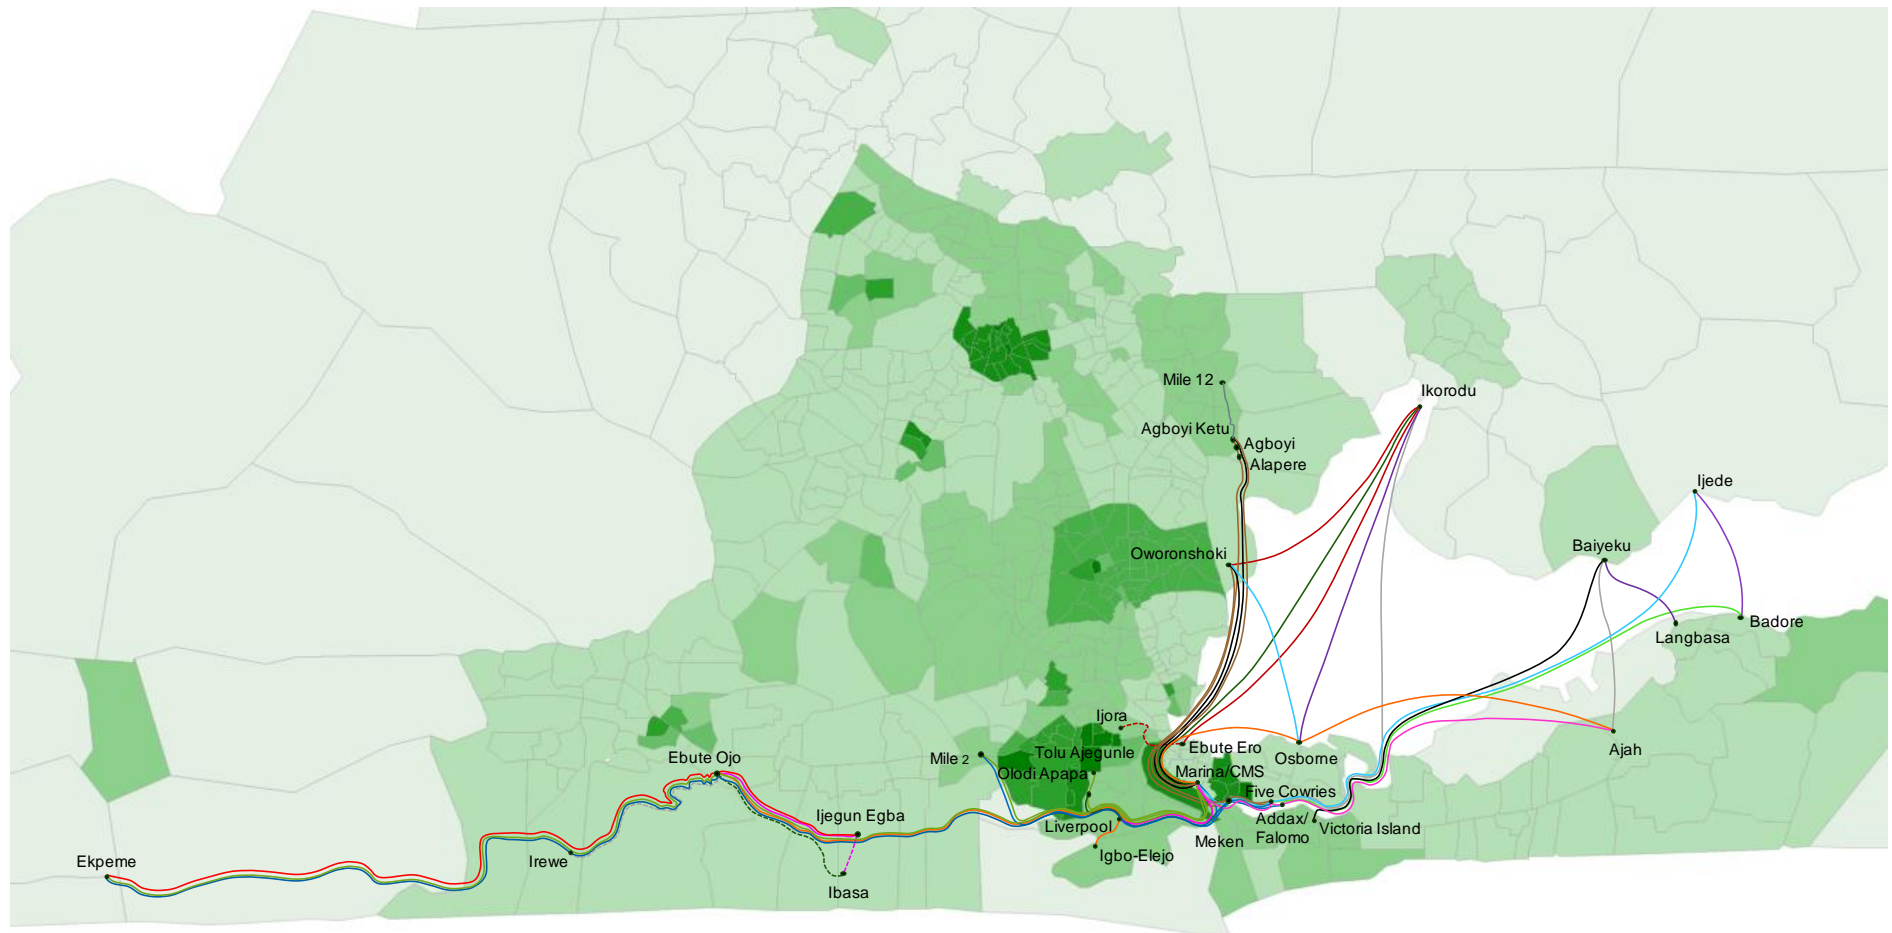 Mile 12
Ikorodu
Agboyi Ketu
Agboyi
Alapere
Ijede
Baiyeku
Oworonshoki
Badore
Langbasa
Ijora
Ebute Ero
Osborne
Ajah
Mile 2
Tolu Ajegunle
Olodi Apapa
Marina/CMS
Ebute Ojo
Five Cowries
Ijegun Egba
Liverpool
Addax/
Falomo
Victoria Island
Meken
Igbo-Elejo
Ekpeme
Irewe
Ibasa